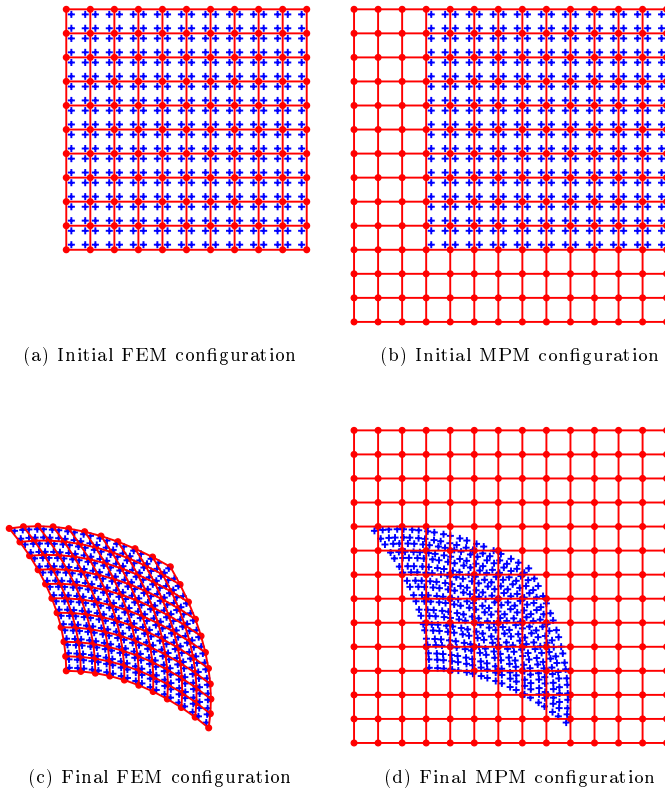 (a) Initial FEM configuration
(b) Initial MPM configuration
(c) Final FEM configuration
(d) Final MPM configuration